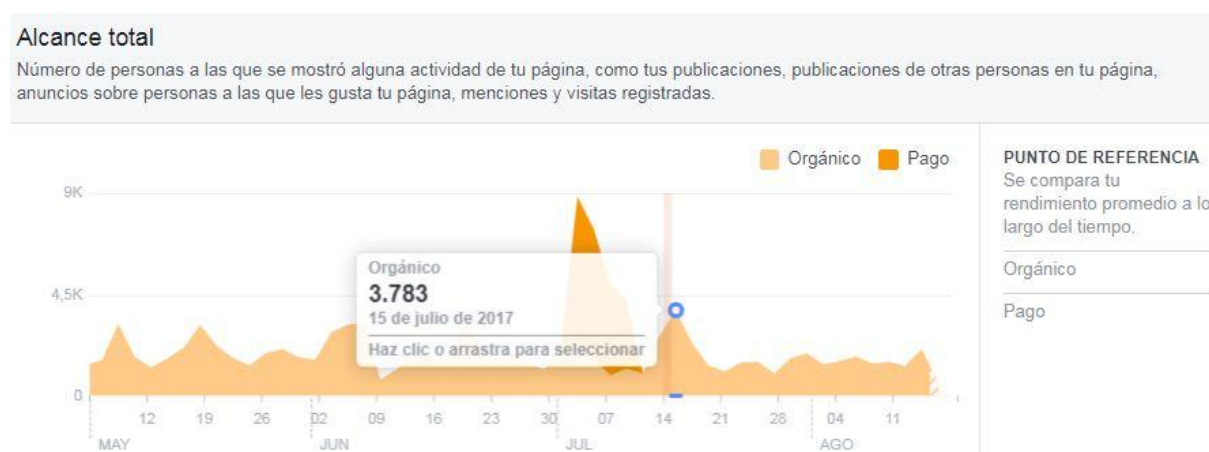 Alcance total
Número de personas a las que se mostró alguna actividad de tu página, como tus publicaciones, publicaciones de otras personas en tu página,
anuncios sobre personas a las que les gusta tu página, menciones y visitas registradas.
Orgánico Pago
PUNTO DE REFERENCIA
Se compara tu
rendimiento promedio a lo
largo del tiempo.
Orgánico
Pago
9K
4,5K
0
Orgánico
3.783
15 de julio de 2017
Haz clic o arrastra para seleccionar
12 19 26 02 09 16 23 30 07 14 21 28 04 11
MAY JUN JUL AGO